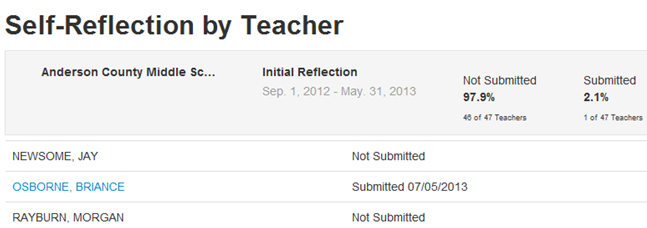 Self-Reflection by Teacher
Anderson County Middle Sc...
Initial Reflection
Sep. 1, 2012 - May. 31, 2013
Not Submitted
97.9%
46 of 47 Teachers
Submitted
2.1%
1 of 47 Teachers
NEWSOME, JAY Not Submitted
OSBORNE, BRIANCE Submitted 07/05/2013
RAYBURN, MORGAN Not Submitted